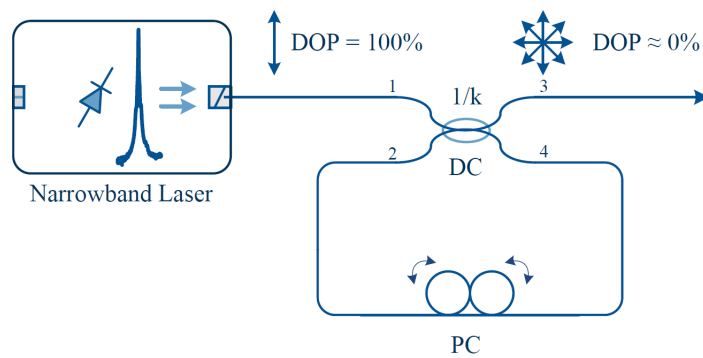 DOP = 100%
DOP ≈ 0%
1
1/k
3
2
DC
4
Narrowband Laser
PC